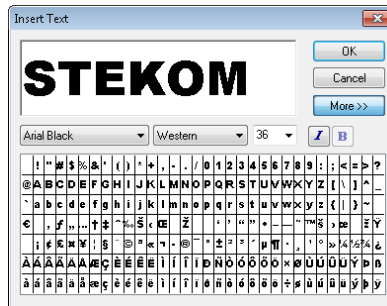 Insert Text
STEKOM
OK
Cancel
More >>
Arial Black Western 36 I B
! " # $ % & ' ( ) * + , - . / 0 1 2 3 4 5 6 7 8 9 : ; < = > ?
@ A B C D E F G H I J K L M N O P Q R S T U V W X Y Z [ \ ] ^ _
` a b c d e f g h i j k l m n o p q r s t u v w x y z { | } ~
€ ‚ ƒ „ … † ‡ ˆ ‰ Š ‹ Œ Ž ‘ ’ “ ” • – — ˜ ™ š › œ ž Ÿ
¡ ¢ £ ¤ ¥ ¦ § ¨ © ª « ¬ - ® ¯ ° ± ² ³ ´ µ ¶ · ¸ ¹ º » ¼ ½ ¾ ¿
À Á Â Ã Ä Å Æ Ç È É Ê Ë Ì Í Î Ï Ð Ñ Ò Ó Ô Õ Ö × Ø Ù Ú Û Ü Ý Þ ß
à á â ã ä å æ ç è é ê ë ì í î ï ð ñ ò ó ô õ ö ÷ ø ù ú û ü ý þ ÿ